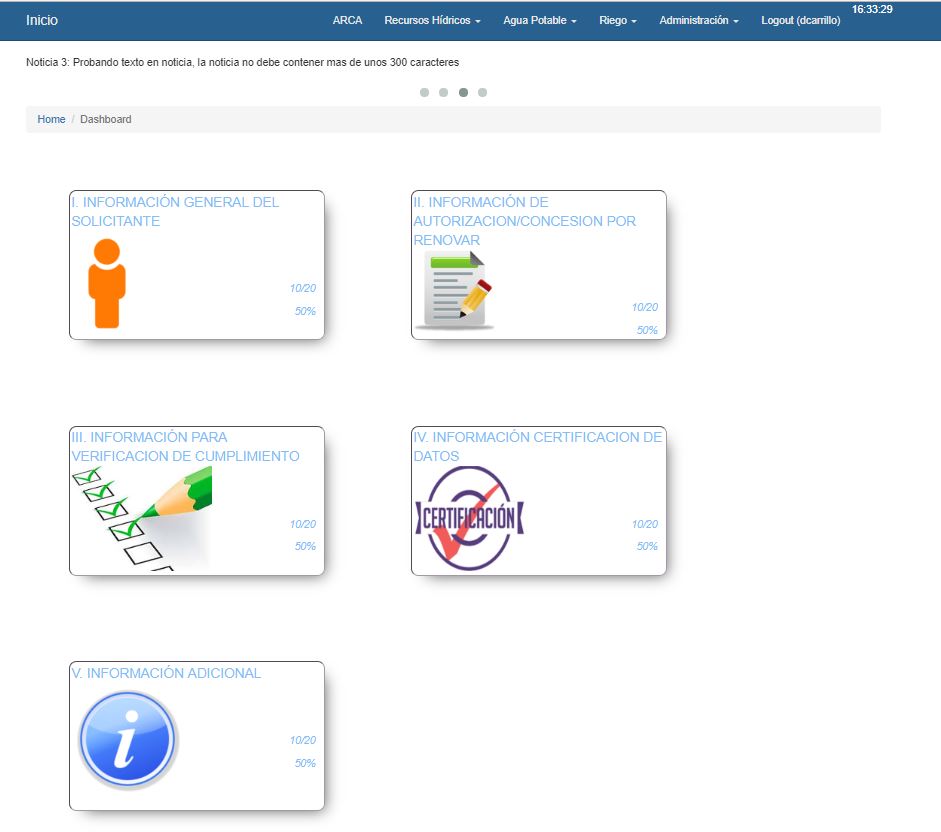 16:33:29
Inicio ARCA Recursos Hídricos Agua Potable Riego Administración Logout (dcarrillo)
Noticia 3: Probando texto en noticia, la noticia no debe contener mas de unos 300 caracteres
Home / Dashboard
I. INFORMACIÓN GENERAL DEL
SOLICITANTE
10/20
50%
II. INFORMACIÓN DE
AUTORIZACION/CONCESION POR
RENOVAR
10/20
50%
III. INFORMACIÓN PARA
VERIFICACION DE CUMPLIMIENTO
10/20
50%
IV. INFORMACIÓN CERTIFICACION DE
DATOS
CERTIFICACIÓN
10/20
50%
V. INFORMACIÓN ADICIONAL
i
10/20
50%